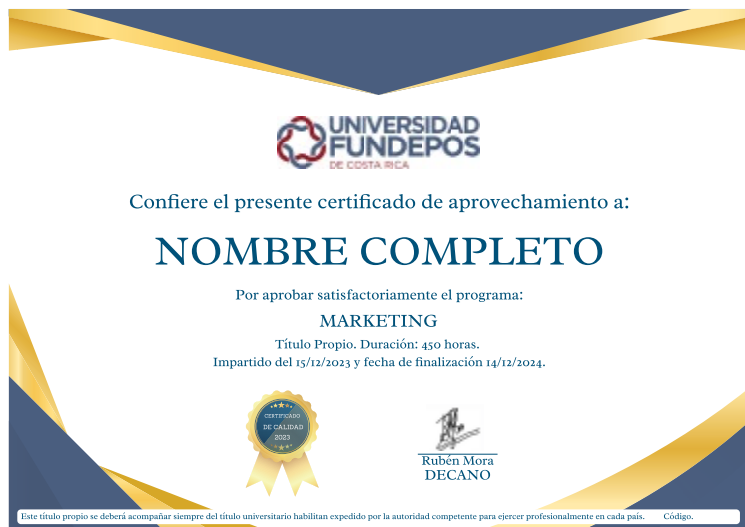 UNIVERSIDAD
FUNDEPOS
DE COSTA RICA
Confiere el presente certificado de aprovechamiento a:
NOMBRE COMPLETO
Por aprobar satisfactoriamente el programa:
MARKETING
Título Propio. Duración: 450 horas.
Impartido del 15/12/2023 y fecha de finalización 14/12/2024.
CERTIFICADO
DE CALIDAD
2023
Rubén Mora
DECANO
Este título propio se deberá acompañar siempre del título universitario habilitan expedido por la autoridad competente para ejercer profesionalmente en cada país. Código.